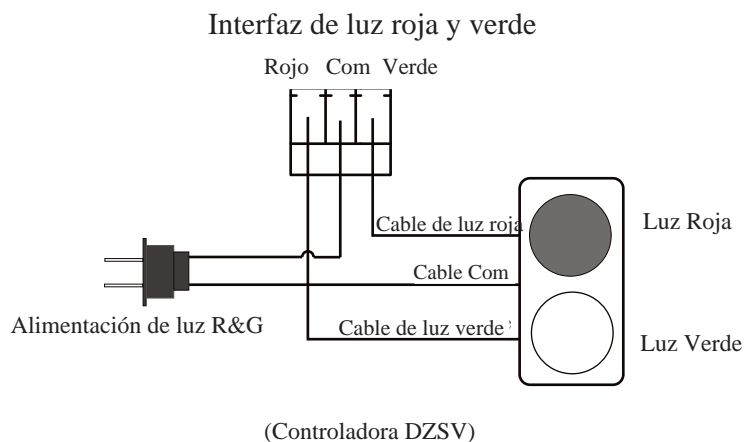 Interfaz de luz roja y verde
Rojo Com Verde
Cable de luz roja
Luz Roja
Cable Com
Alimentación de luz R&G
Cable de luz verde
Luz Verde
(Controladora DZSV)